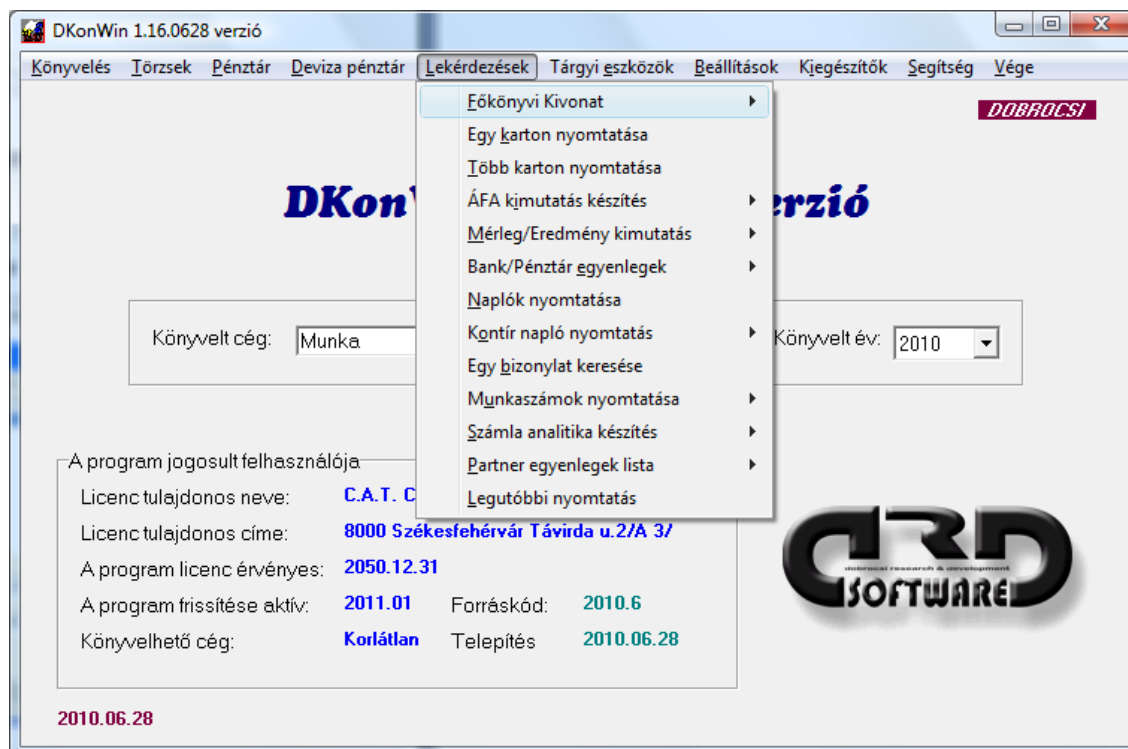 DKonWin 1.16.0628 verzió
Könyvelés Törzsek Pénztár Deviza pénztár Lekérdezések Tárgyi eszközök Beállítások Kiegészítők Segítség Vége
Főkönyvi Kivonat
DOBROCSI
Egy karton nyomtatása
Több karton nyomtatása
ÁFA kimutatás készítés
DKon erzió
Mérleg/Eredmény kimutatás
Bank/Pénztár egyenlegek
Naplók nyomtatása
Könyvelt cég: Munka Kontír napló nyomtatás Könyvelt év: 2010
Egy bizonylat keresése
Munkaszámok nyomtatása
Számla analitika készítés
A program jogosult felhasználója Partner egyenlegek lista
Licenc tulajdonos neve: C.A.T. C Legutóbbi nyomtatás
Licenc tulajdonos címe: 8000 Székesfehérvár Távirda u.2/A 3/
A program licenc érvényes: 2050.12.31
A program frissítése aktív: 2011.01 Forráskód: 2010.6
Könyvelhető cég: Korlátlan Telepítés 2010.06.28
DRD
dobrocsi research & development
SOFTWARE
2010.06.28